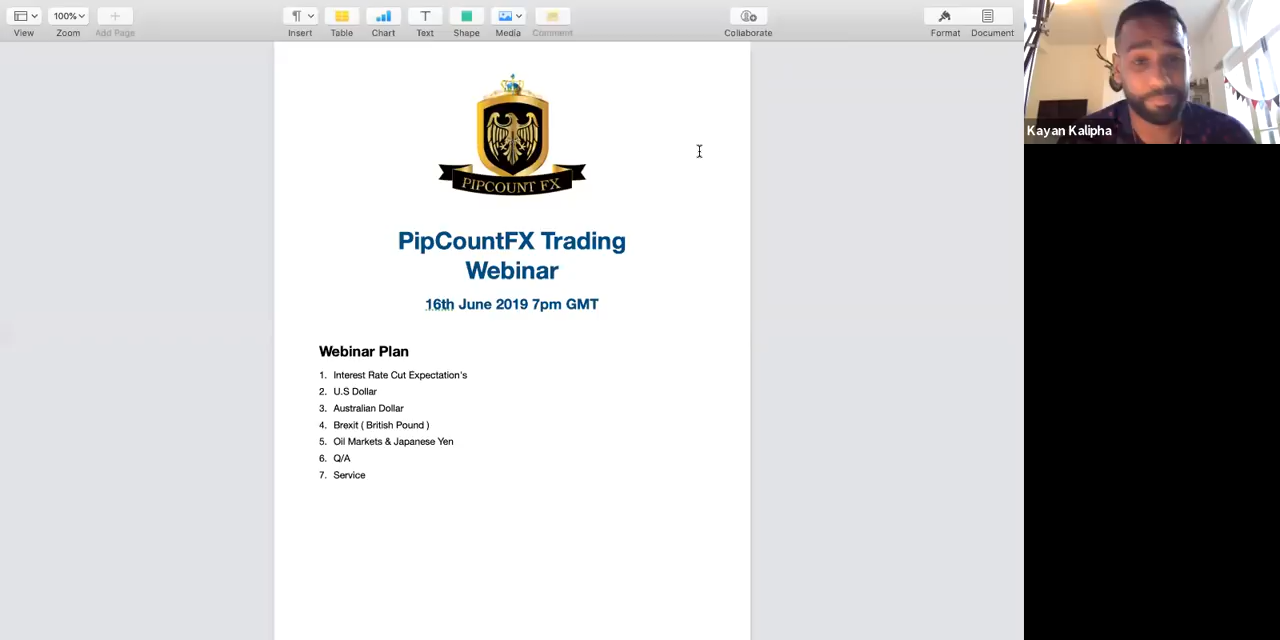 View
Zoom
Add Page
100%
Insert
Table
Chart
Text
Shape
Media
Comment
Collaborate
Format
Document
Kayan Kalipha
PIPCOUNT FX
PipCountFX Trading
Webinar
16th June 2019 7pm GMT
Webinar Plan
1. Interest Rate Cut Expectation's
2. U.S Dollar
3. Australian Dollar
4. Brexit ( British Pound )
5. Oil Markets & Japanese Yen
6. Q/A
7. Service